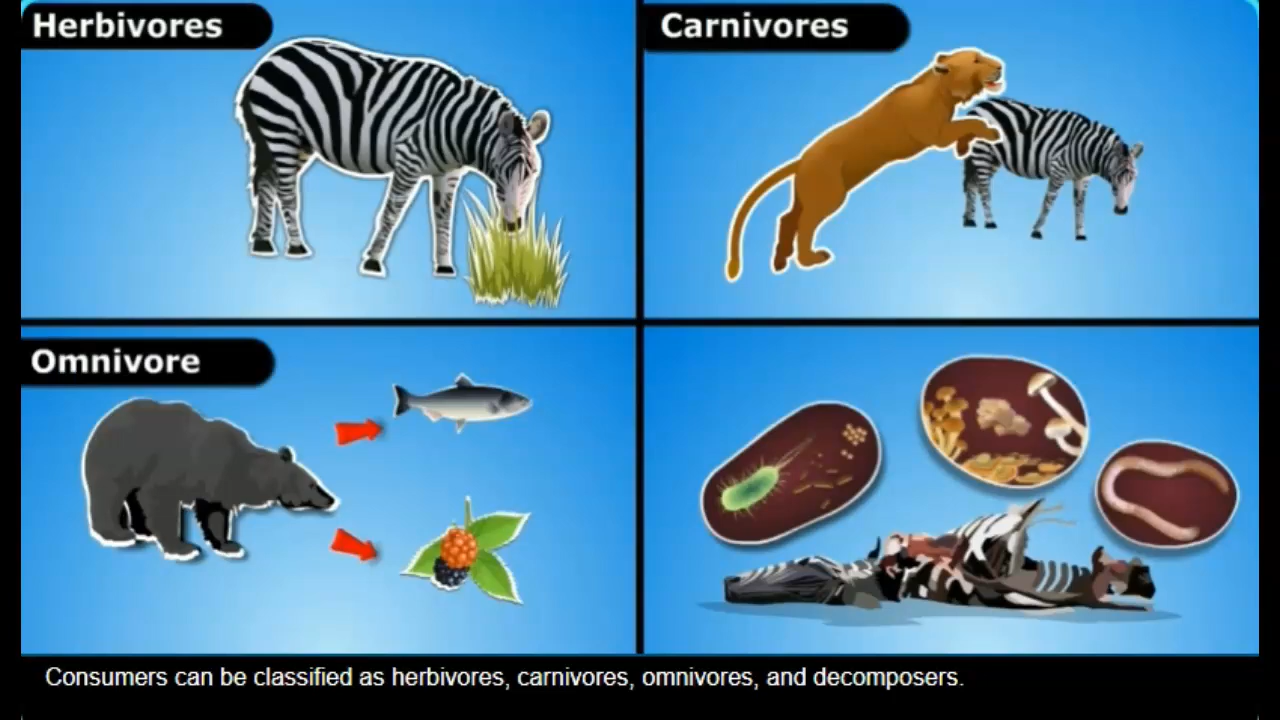 Herbivores
Carnivores
Omnivore
Consumers can be classified as herbivores, carnivores, omnivores, and decomposers.